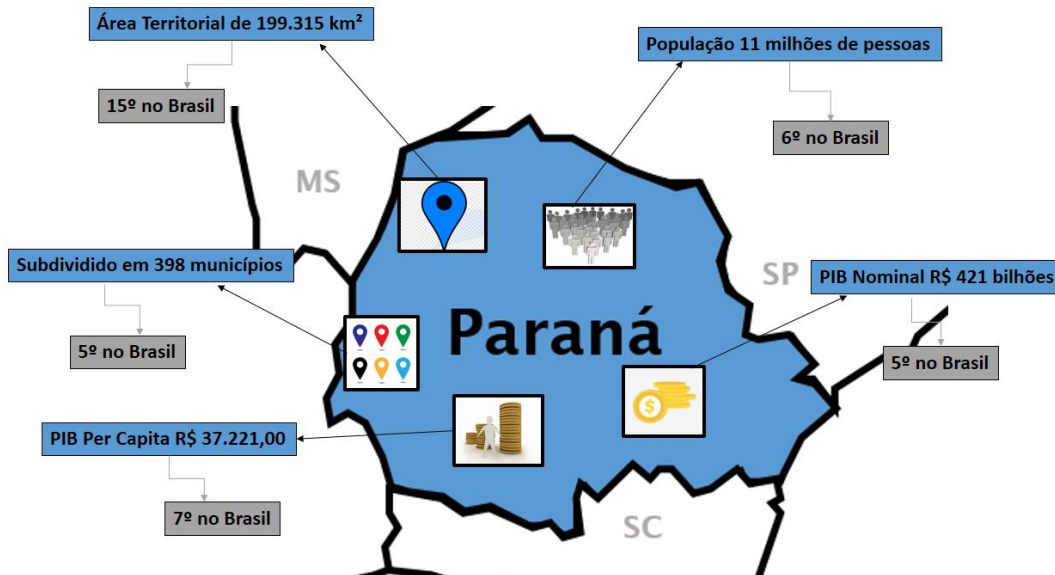 Área Territorial de 199.315 km²
15º no Brasil
População 11 milhões de pessoas
6º no Brasil
MS
Subdividido em 398 municípios
5º no Brasil
SP
PIB Nominal R$ 421 bilhões
5º no Brasil
Paraná
PIB Per Capita R$ 37.221,00
7º no Brasil
SC